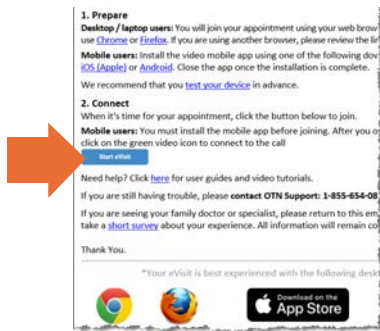 1. Prepare
Desktop / laptop users: You will join your appointment using your web brow
use Chrome or Firefox. If you are using another browser, please review the
Mobile users: Install the video mobile app using one of the following
iOS (Apple) or Android. Close the app once the installation is complete.
We recommend that you test your device in advance.
2. Connect
When it's time for your appointment, click the button below to join.
Mobile users: You must install the mobile app before joining. After you
click on the green video icon to connect to the call
Start eVisit
Need help? Click here for user guides and video tutorials.
If you are still having trouble, please contact OTN Support: 1-855-654-08
If you are seeing your family doctor or specialist, please return to this em
take a short survey about your experience. All information will remain co
Thank You.
*Your eVisit is best experienced with the following desk
Download on the
App Store